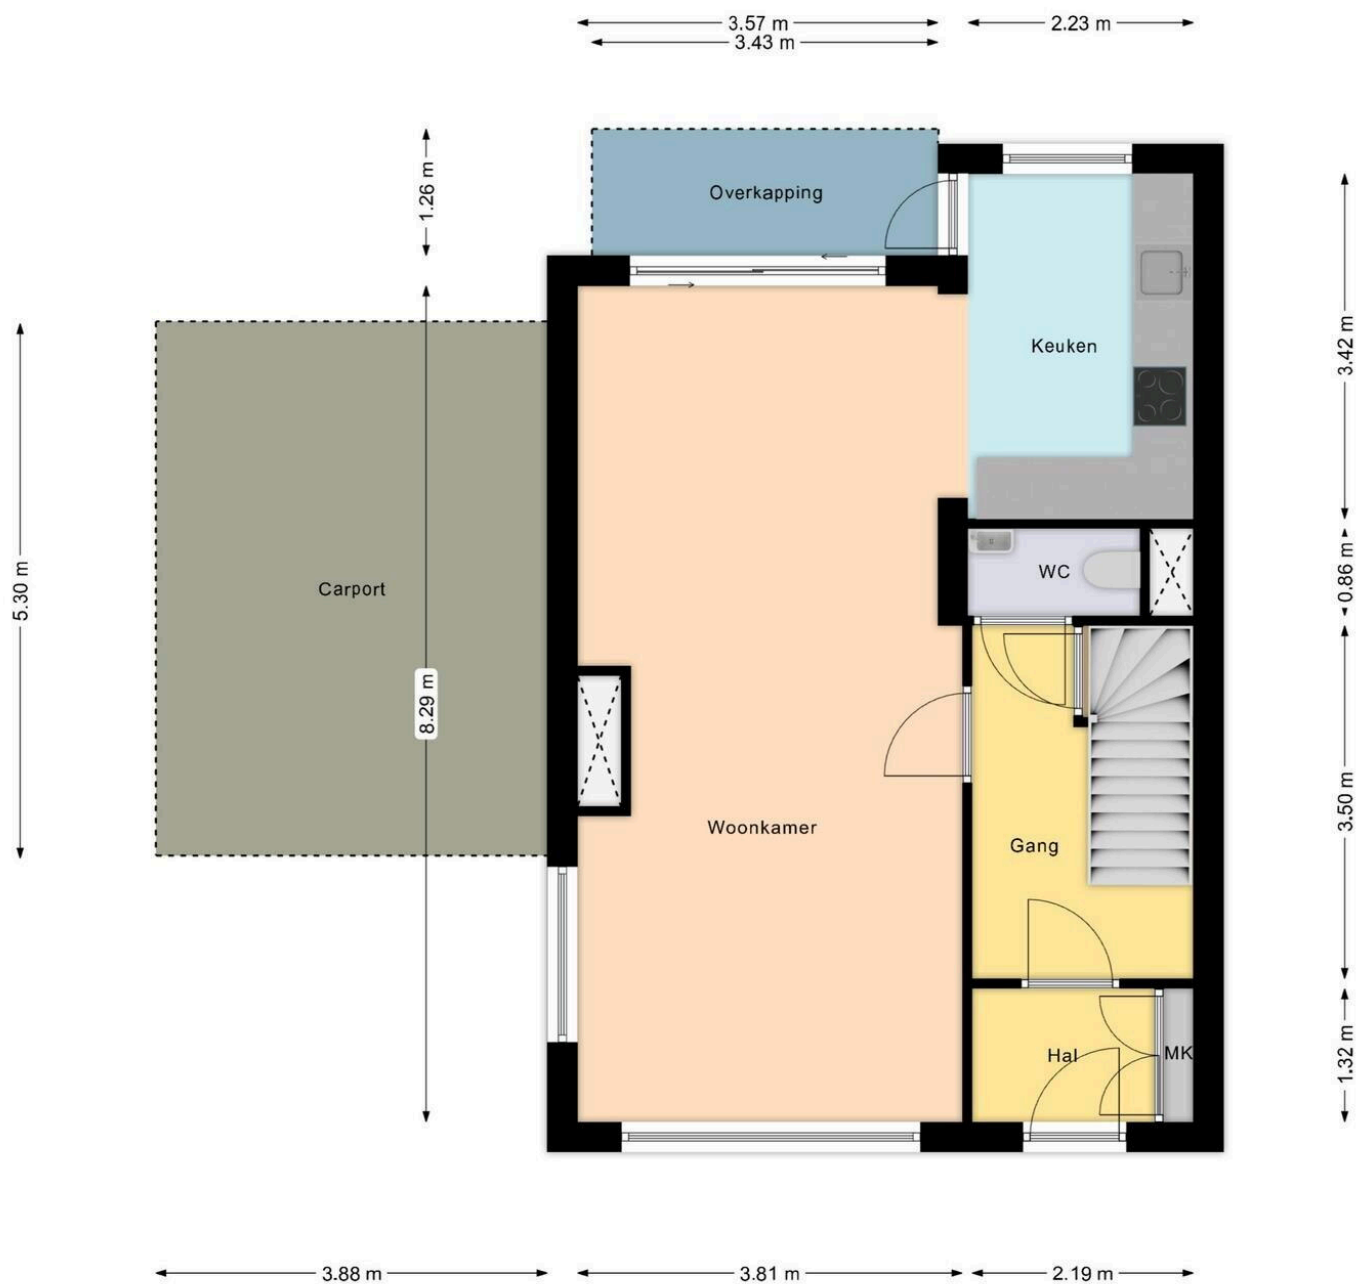 3.57 m
2.23 m
3.43 m
1.26 m
Overkapping
3.42 m
Keuken
5.30 m
Carport
WC
0.86 m
8.29 m
Woonkamer
Gang
3.50 m
Hal
MK
1.32 m
3.88 m
3.81 m
2.19 m